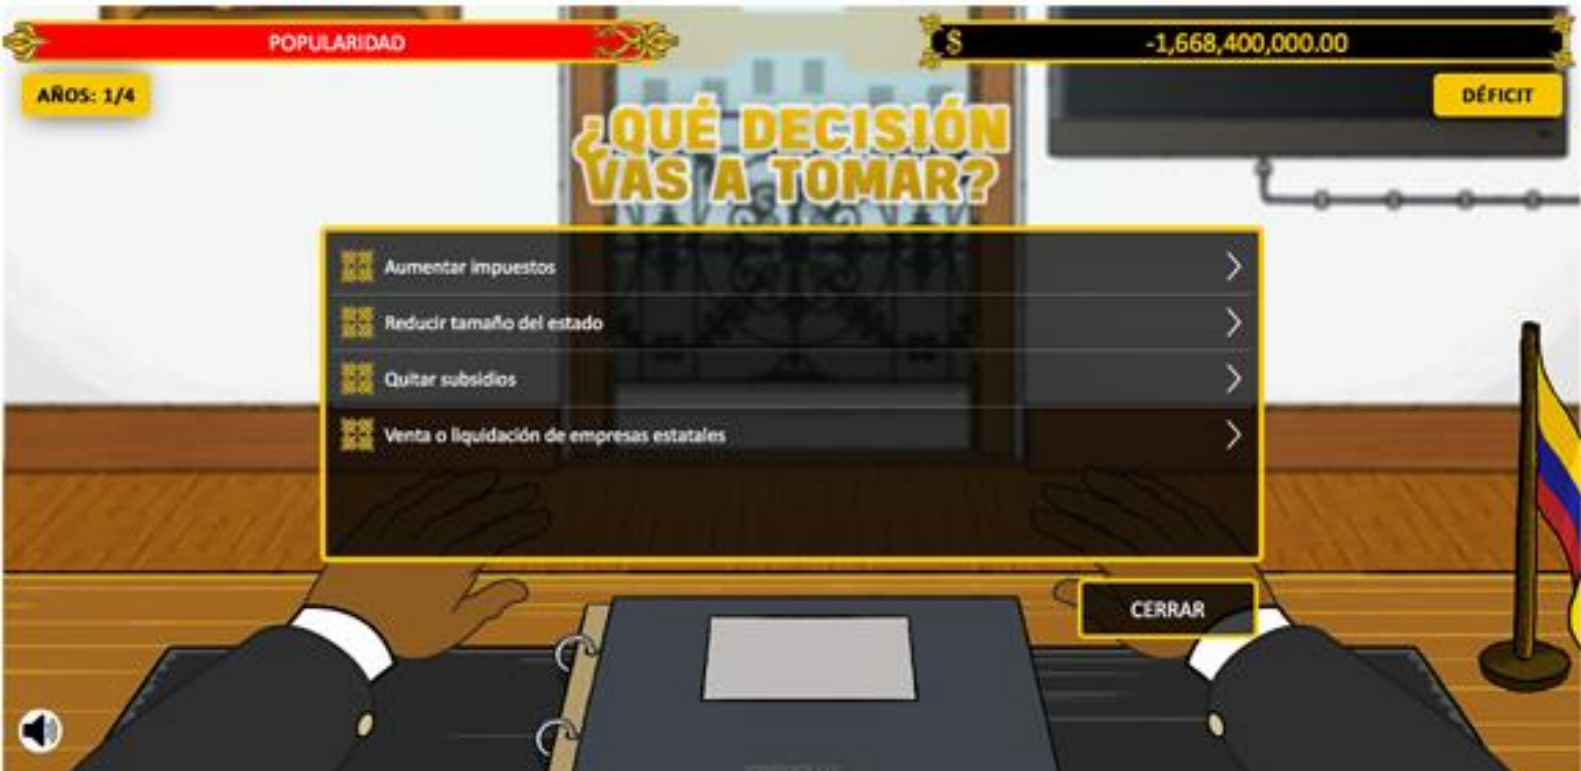 POPULARIDAD
$ -1,668,400,000.00
AÑOS: 1/4
DÉFICIT
¿QUÉ DECISIÓN
VAS A TOMAR?
Aumentar impuestos
Reducir tamaño del estado
Quitar subsidios
Venta o liquidación de empresas estatales
CERRAR